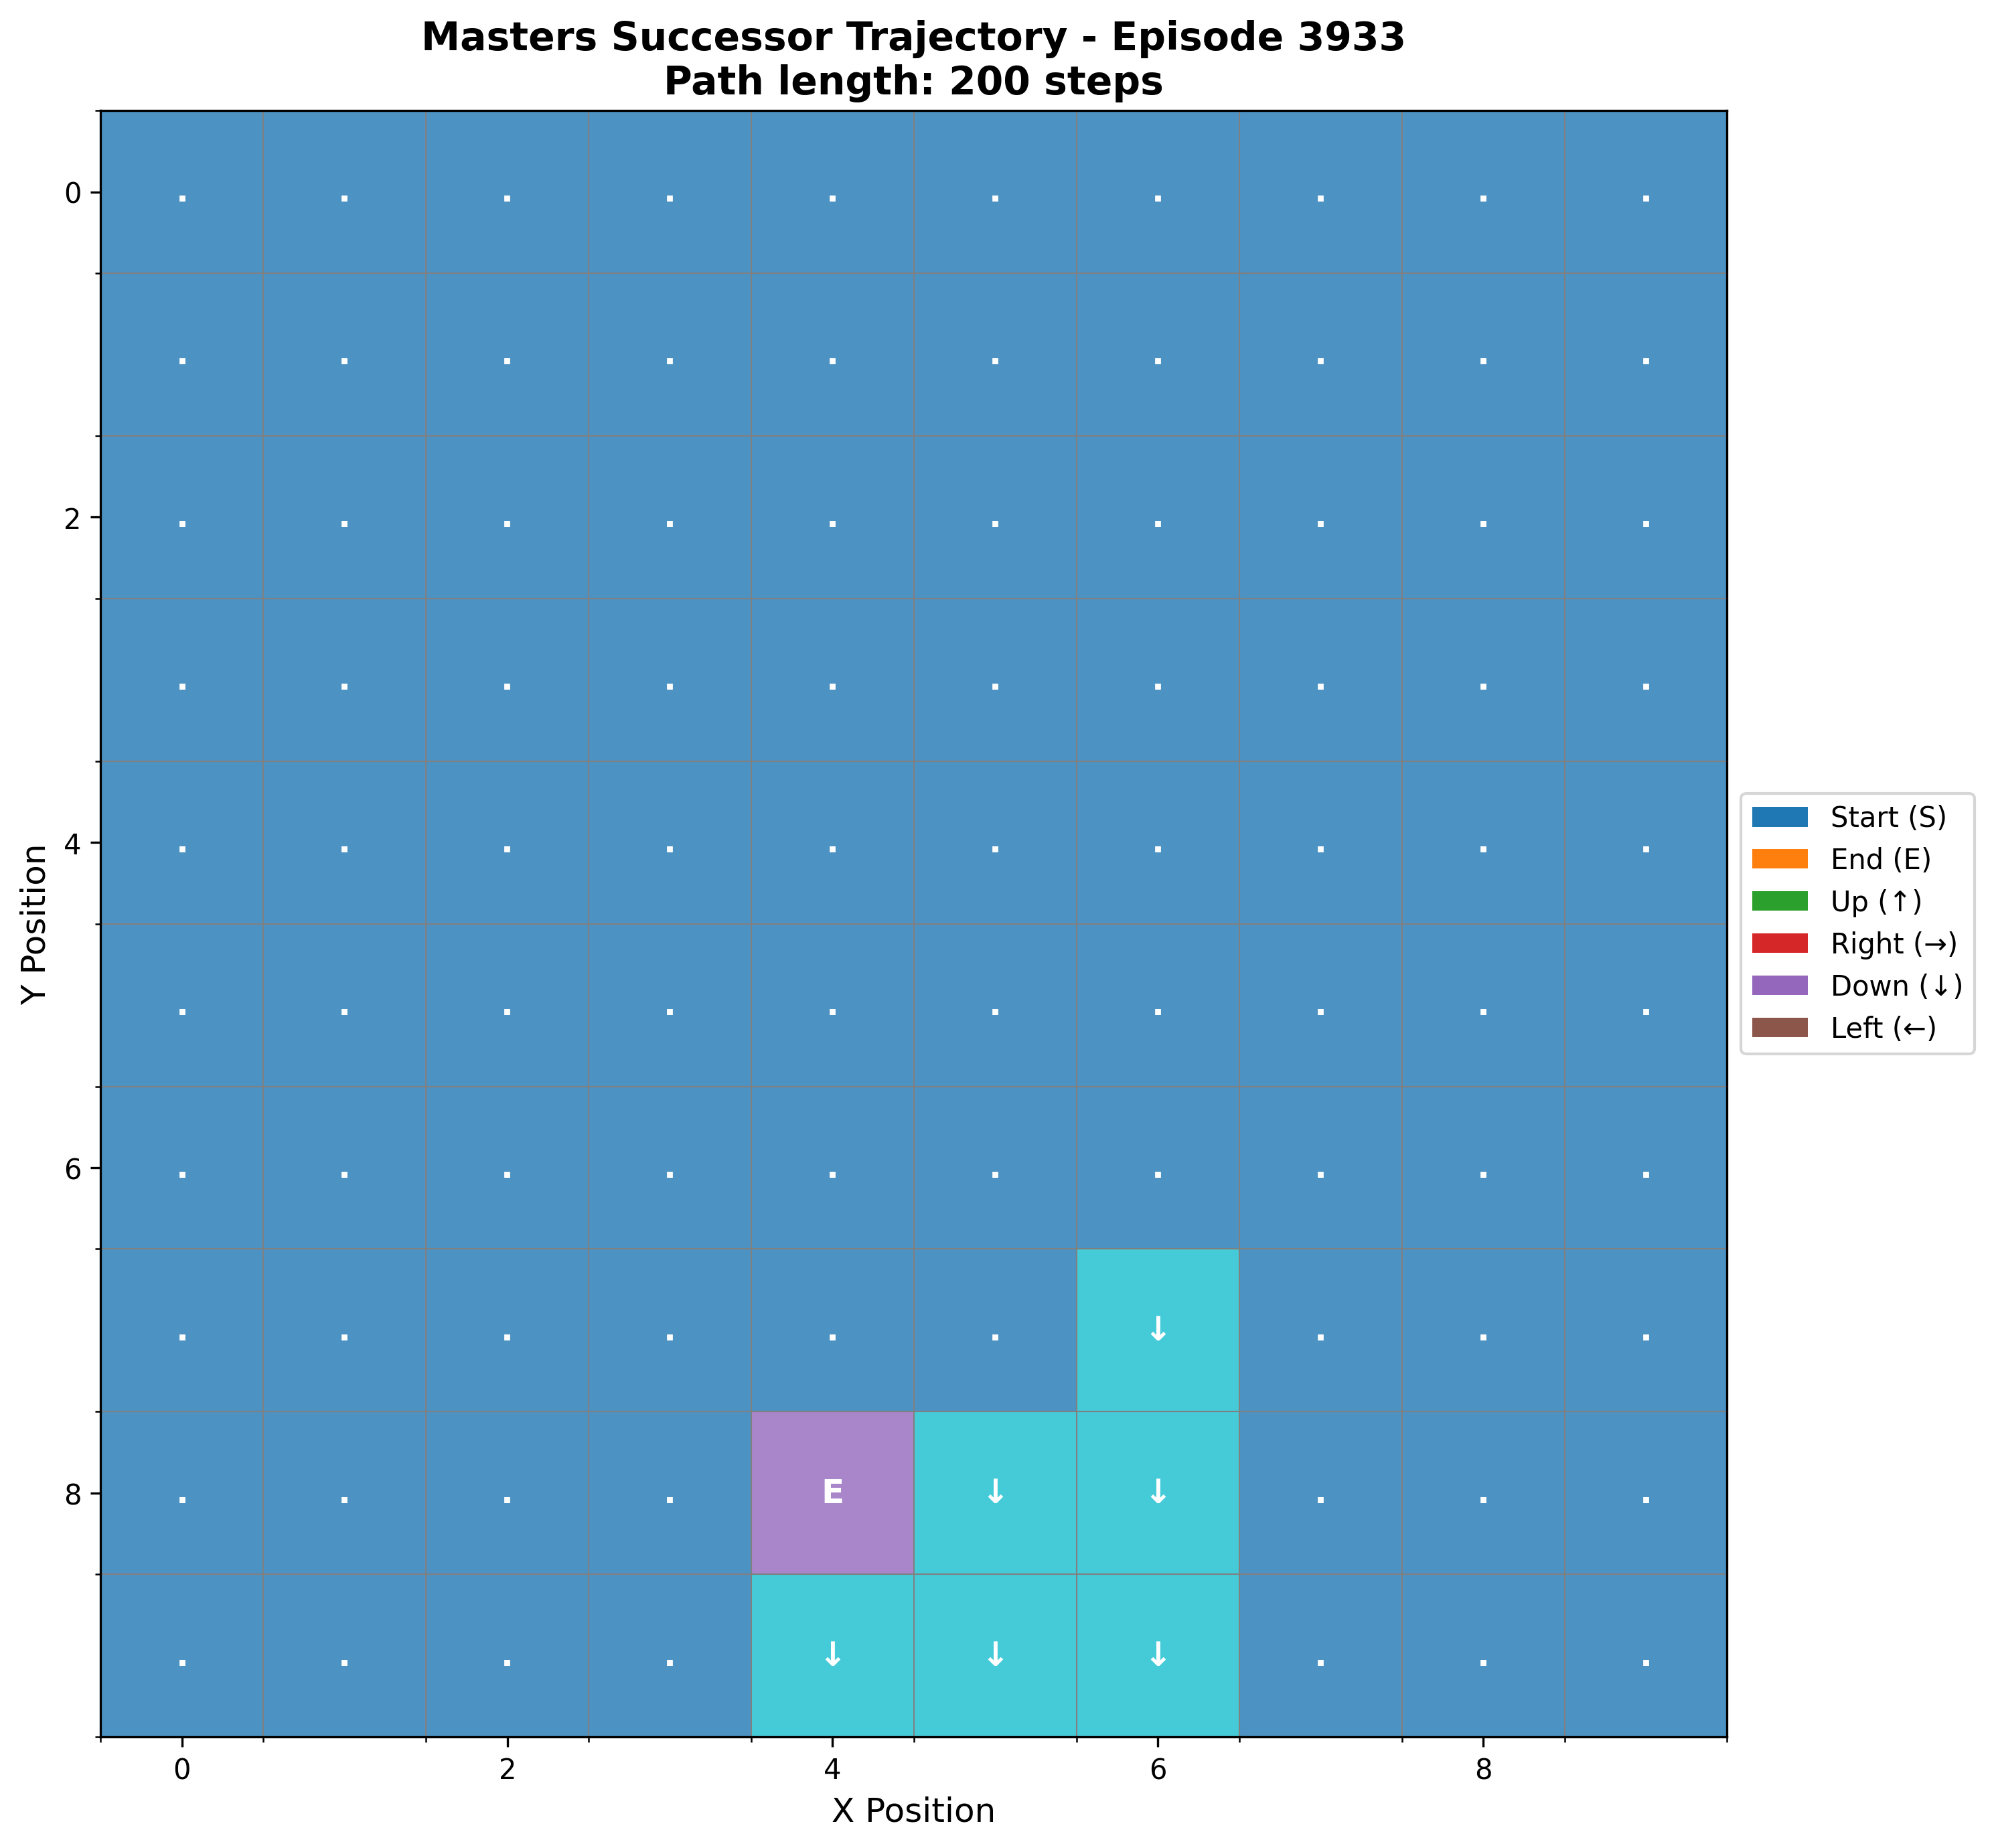 Masters Successor Trajectory - Episode 3933
Path length: 200 steps
0
2
4
6
8
Y Position
↓
E ↓ ↓
↓ ↓ ↓
0 2 4 6 8
X Position
Start (S)
End (E)
Up (↑)
Right (→)
Down (↓)
Left (←)